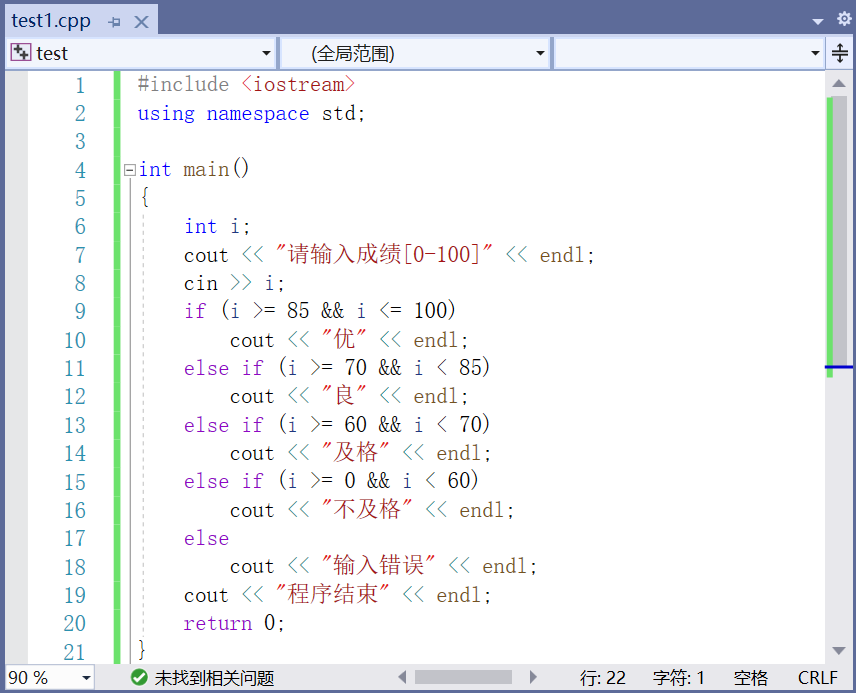 test1.cpp
test (全局范围)
1 #include <iostream>
2 using namespace std;
3
4 int main()
5 {
6 int i;
7 cout << "请输入成绩[0-100]" << endl;
8 cin >> i;
9 if (i >= 85 && i <= 100)
10 cout << "优" << endl;
11 else if (i >= 70 && i < 85)
12 cout << "良" << endl;
13 else if (i >= 60 && i < 70)
14 cout << "及格" << endl;
15 else if (i >= 0 && i < 60)
16 cout << "不及格" << endl;
17 else
18 cout << "输入错误" << endl;
19 cout << "程序结束" << endl;
20 return 0;
21 }
90 % 未找到相关问题 行: 22 字符: 1 空格 CRLF